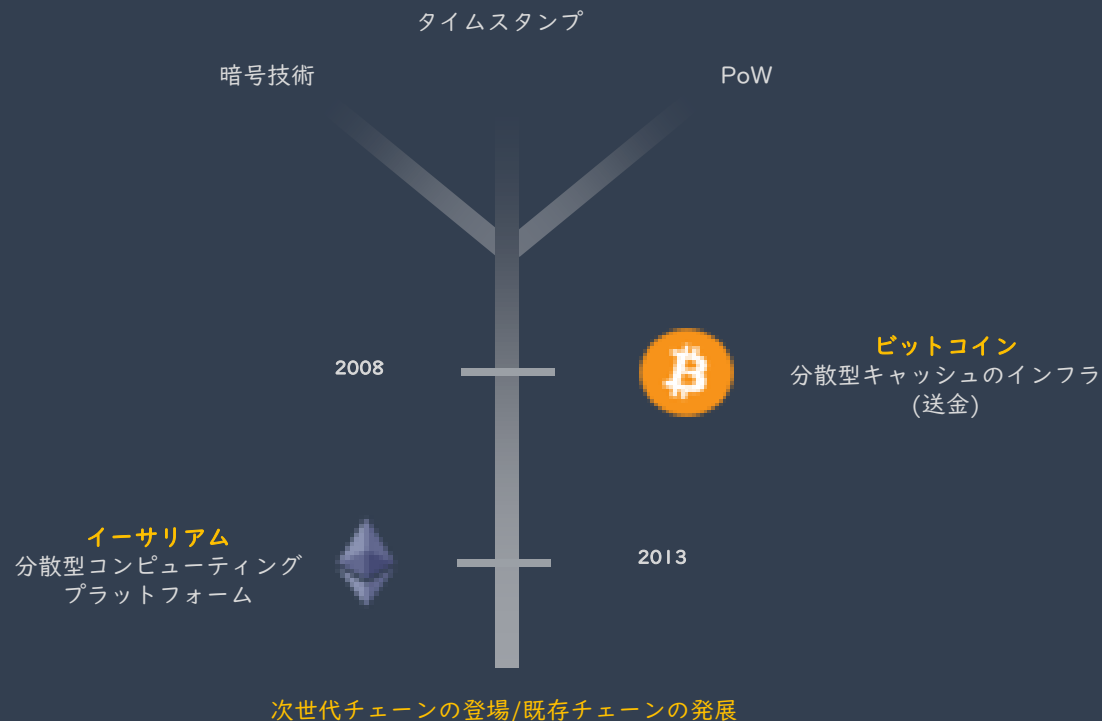 タイムスタンプ
暗号技術
PoW
2008
ビットコイン
分散型キャッシュのインフラ
(送金)
イーサリアム
分散型コンピューティング
プラットフォーム
2013
次世代チェーンの登場/既存チェーンの発展